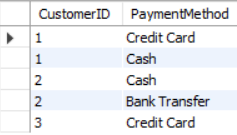 CustomerID PaymentMethod
1 Credit Card
1 Cash
2 Cash
2 Bank Transfer
3 Credit Card